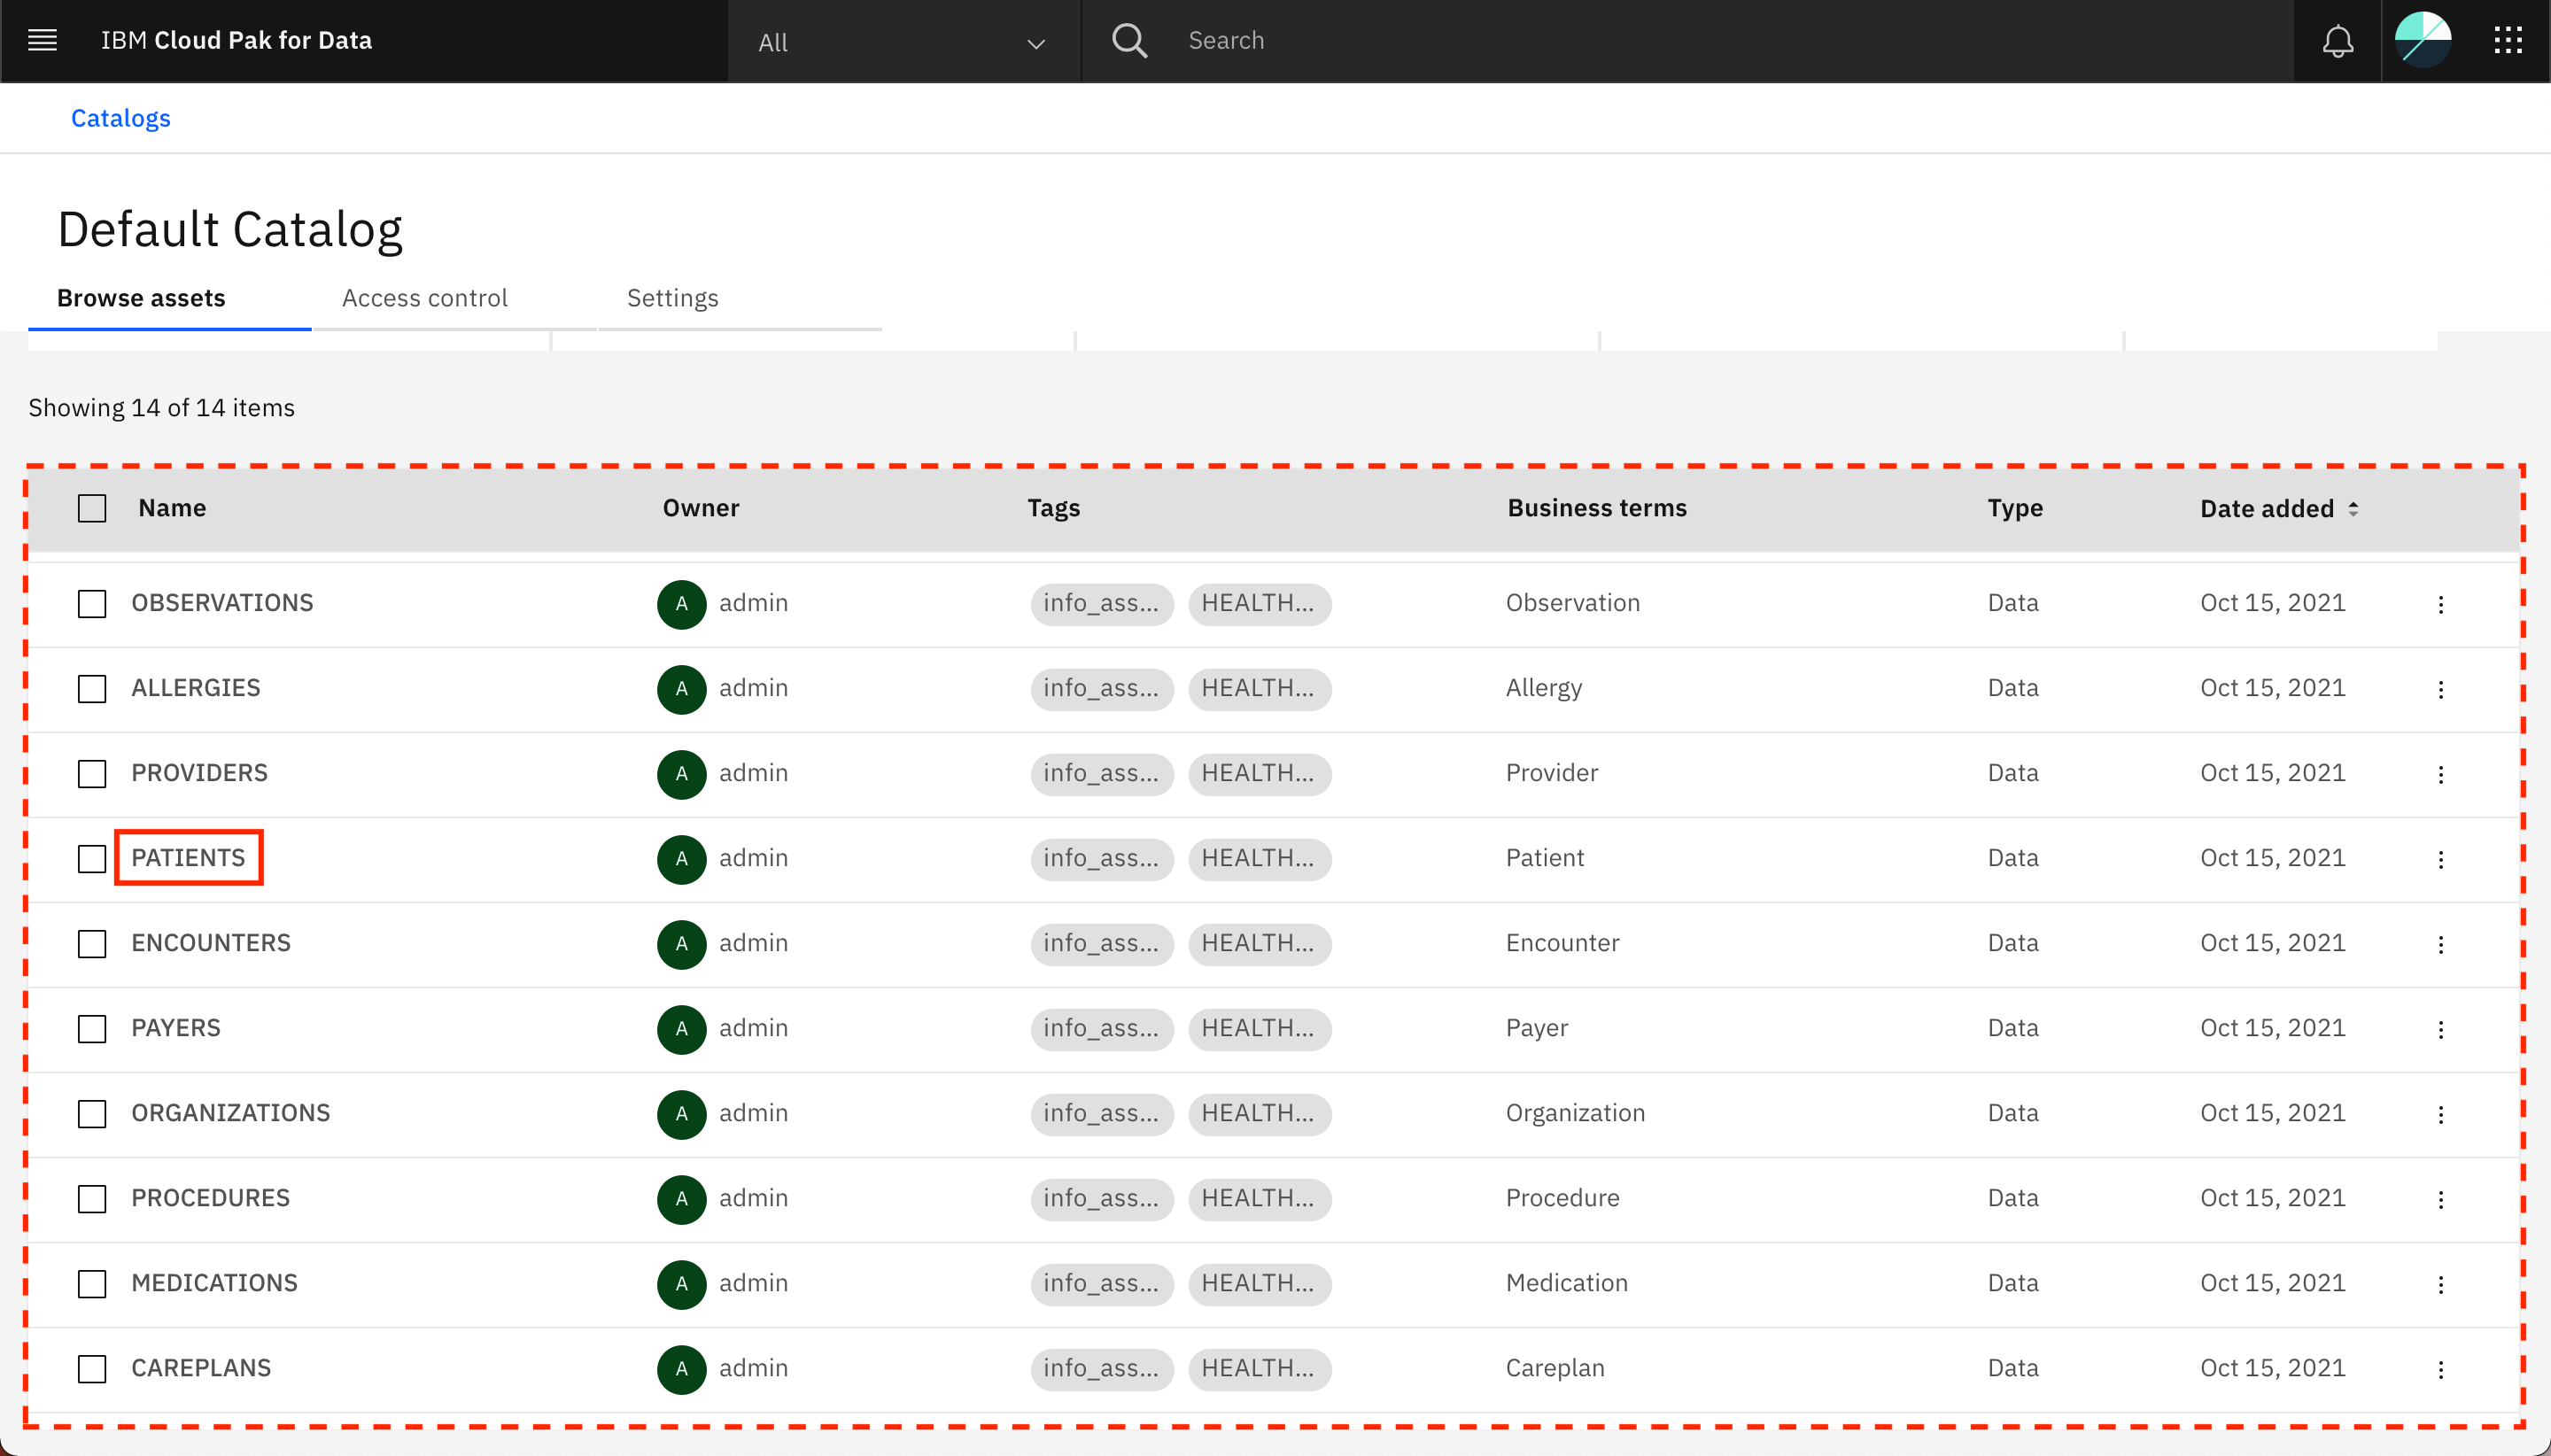 IBM Cloud Pak for Data All Search
Catalogs
Default Catalog
Browse assets Access control Settings
Showing 14 of 14 items
Name Owner Tags Business terms Type Date added
OBSERVATIONS A admin info_ass... HEALTH... Observation Data Oct 15, 2021
ALLERGIES A admin info_ass... HEALTH... Allergy Data Oct 15, 2021
PROVIDERS A admin info_ass... HEALTH... Provider Data Oct 15, 2021
PATIENTS A admin info_ass... HEALTH... Patient Data Oct 15, 2021
ENCOUNTERS A admin info_ass... HEALTH... Encounter Data Oct 15, 2021
PAYERS A admin info_ass... HEALTH... Payer Data Oct 15, 2021
ORGANIZATIONS A admin info_ass... HEALTH... Organization Data Oct 15, 2021
PROCEDURES A admin info_ass... HEALTH... Procedure Data Oct 15, 2021
MEDICATIONS A admin info_ass... HEALTH... Medication Data Oct 15, 2021
CAREPLANS A admin info_ass... HEALTH... Careplan Data Oct 15, 2021